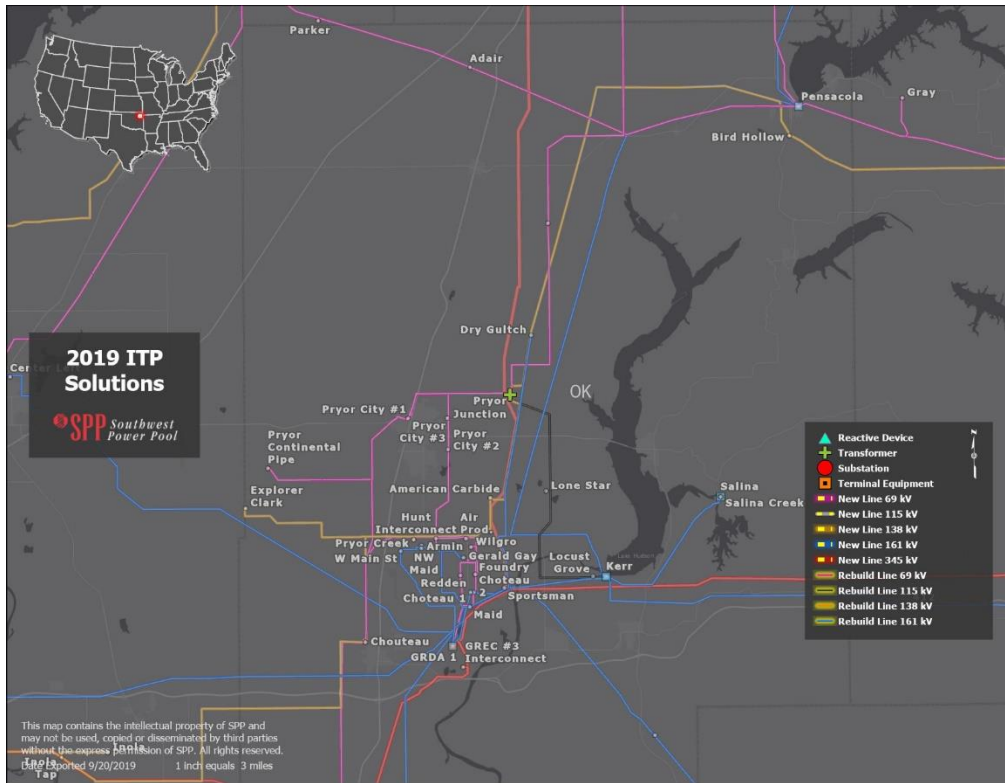 Parker
Adair
Pensacola
Gray
Bird Hollow
Dry Gultch
2019 ITP
Solutions
SPP Southwest
Power Pool
OK
Pryor
Junction
Pryor City #1
Pryor
City #3
Pryor
City #2
Pryor
Continental
Pipe
Explorer
Clark
American Carbide
Lone Star
Salina
Salina Creek
Hunt
Interconnect
Air
Prod.
Pryor Creek
W Main St
Armin
Wilgro
NW
Maid
Gerald Gay
Foundry
Redden
Choteau
2
Choteau 1
Maid
Sportsman
Locust
Grove
Kerr
Chouteau
GRDA 1
GREC #3
Interconnect
Inola
Inola
Tap
Reactive Device
Transformer
Substation
Terminal Equipment
New Line 69 kV
New Line 115 kV
New Line 138 kV
New Line 161 kV
New Line 345 kV
Rebuild Line 69 kV
Rebuild Line 115 kV
Rebuild Line 138 kV
Rebuild Line 161 kV
N
This map contains the intellectual property of SPP and
may not be used, copied or disseminated by third parties
without the express permission of SPP. All rights reserved.
Date Exported 9/20/2019 1 inch equals 3 miles